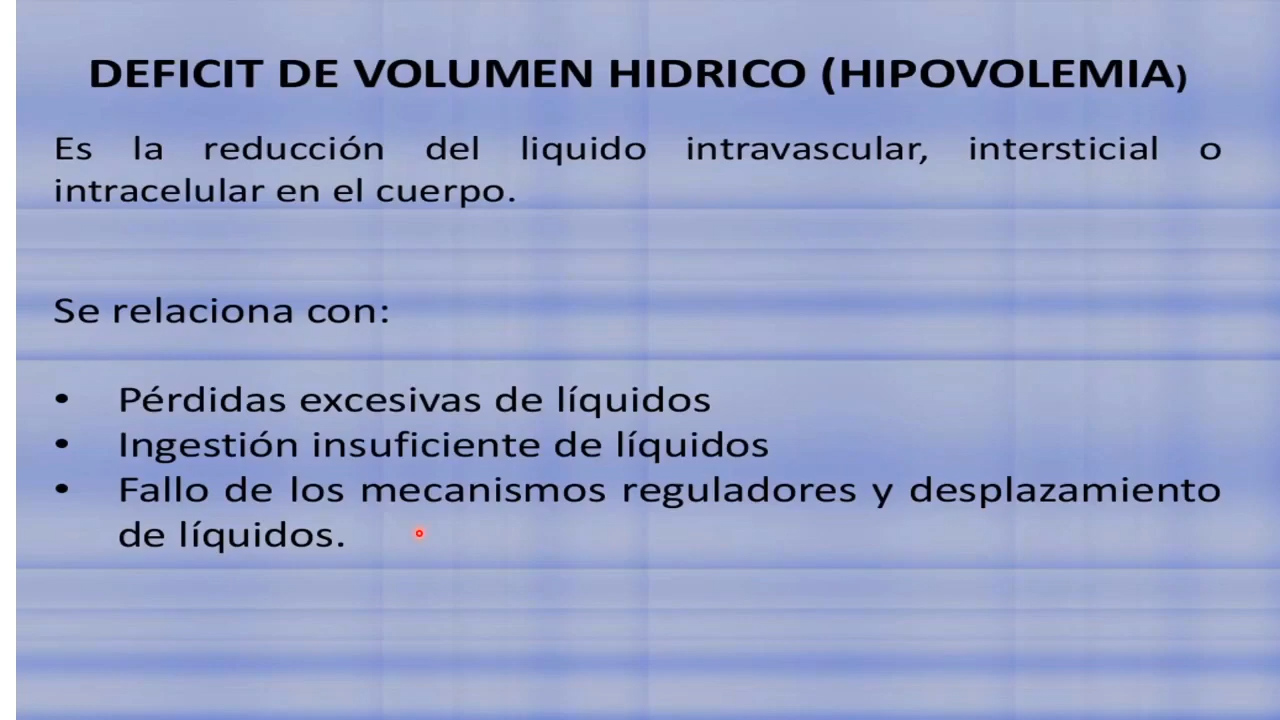 DEFICIT DE VOLUMEN HIDRICO (HIPOVOLEMIA)
Es la reducción del liquido intravascular, intersticial o
intracelular en el cuerpo.
Se relaciona con:
• Pérdidas excesivas de líquidos
• Ingestión insuficiente de líquidos
• Fallo de los mecanismos reguladores y desplazamiento
de líquidos.